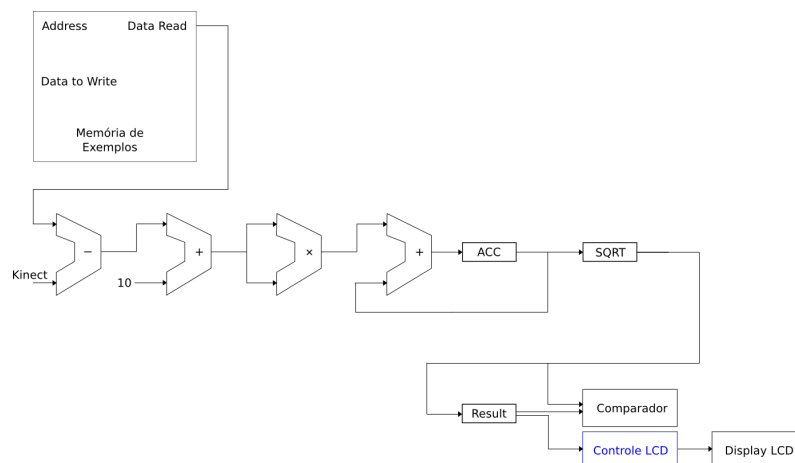 Address
Data Read
Data to Write
Memória de
Exemplos
Kinect
−
10
+
×
+
ACC
SQRT
Result
Comparador
Controle LCD
Display LCD